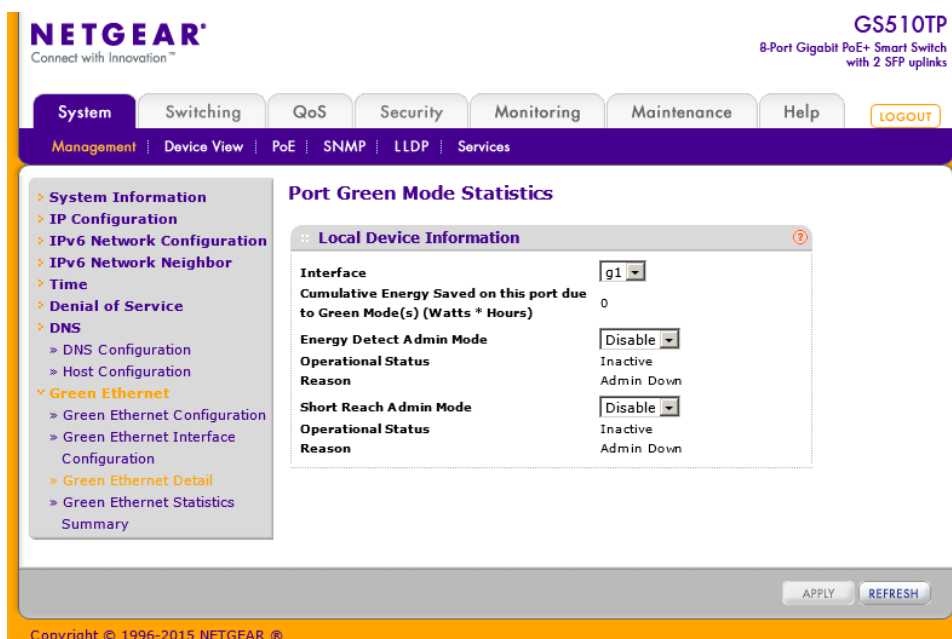 NETGEAR®
Connect with Innovation™
GS510TP
8-Port Gigabit PoE+ Smart Switch
with 2 SFP uplinks
System Switching QoS Security Monitoring Maintenance Help LOGOUT
Management Device View PoE SNMP LLDP Services
System Information
IP Configuration
IPv6 Network Configuration
IPv6 Network Neighbor
Time
Denial of Service
DNS
» DNS Configuration
» Host Configuration
Green Ethernet
» Green Ethernet Configuration
» Green Ethernet Interface
Configuration
» Green Ethernet Detail
» Green Ethernet Statistics
Summary
Port Green Mode Statistics
Local Device Information ?
Interface g1
Cumulative Energy Saved on this port due
to Green Mode(s) (Watts * Hours) 0
Energy Detect Admin Mode Disable
Operational Status Inactive
Reason Admin Down
Short Reach Admin Mode Disable
Operational Status Inactive
Reason Admin Down
APPLY REFRESH
Copyright © 1996-2015 NETGEAR ®